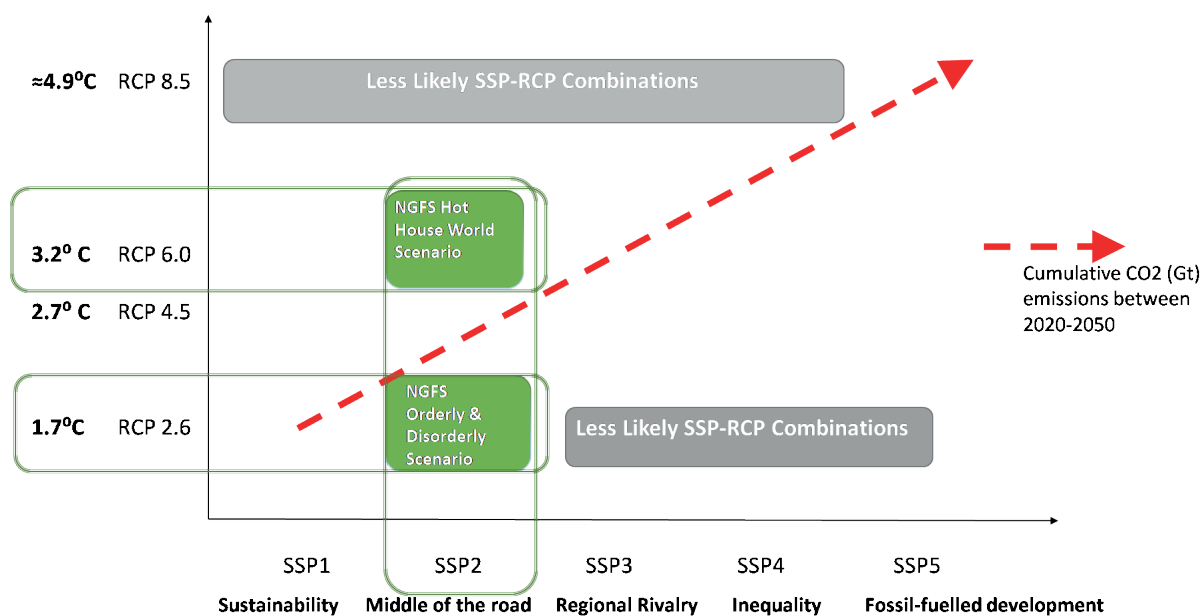 ≈4.9⁰C RCP 8.5
Less Likely SSP-RCP Combinations
NGFS Hot
House World
Scenario
3.2⁰ C RCP 6.0
2.7⁰ C RCP 4.5
Cumulative CO2 (Gt)
emissions between
2020-2050
1.7⁰C RCP 2.6
NGFS
Orderly &
Disorderly
Scenario
Less Likely SSP-RCP Combinations
SSP1 SSP2 SSP3 SSP4 SSP5
Sustainability Middle of the road Regional Rivalry Inequality Fossil-fuelled development